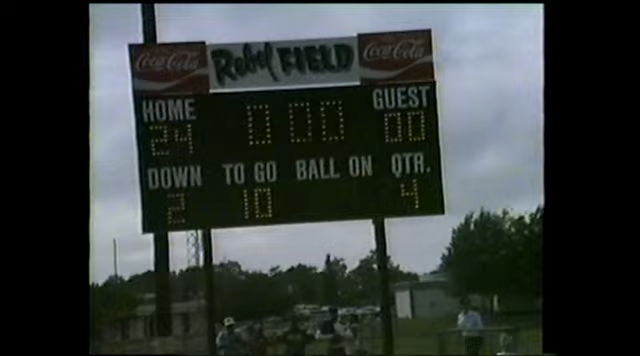 Coca-Cola Rebel FIELD Coca-Cola
HOME GUEST
24 0 00 00
DOWN TO GO BALL ON QTR.
2 10 4